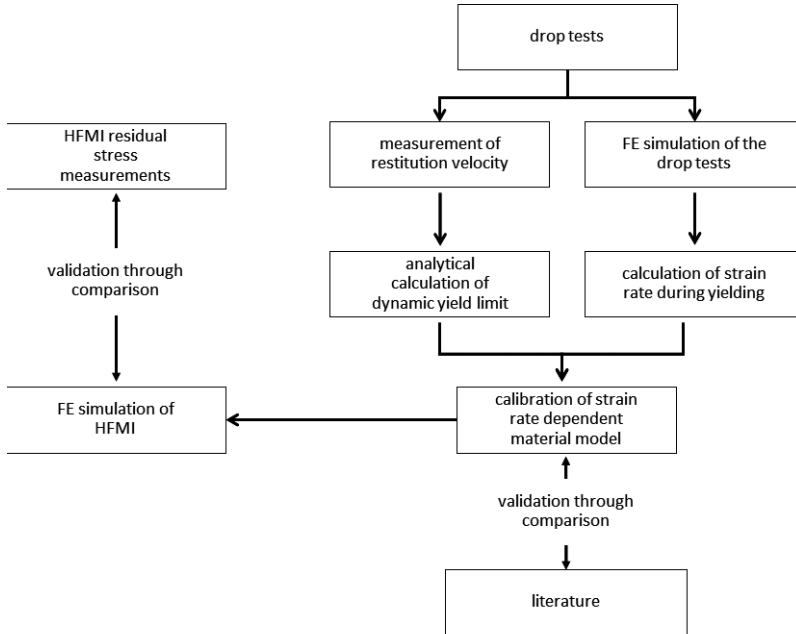 drop tests
HFMI residual
stress
measurements
measurement of
restitution velocity
FE simulation of the
drop tests
validation through
comparison
analytical
calculation of
dynamic yield limit
calculation of strain
rate during yielding
FE simulation of
HFMI
calibration of strain
rate dependent
material model
validation through
comparison
literature